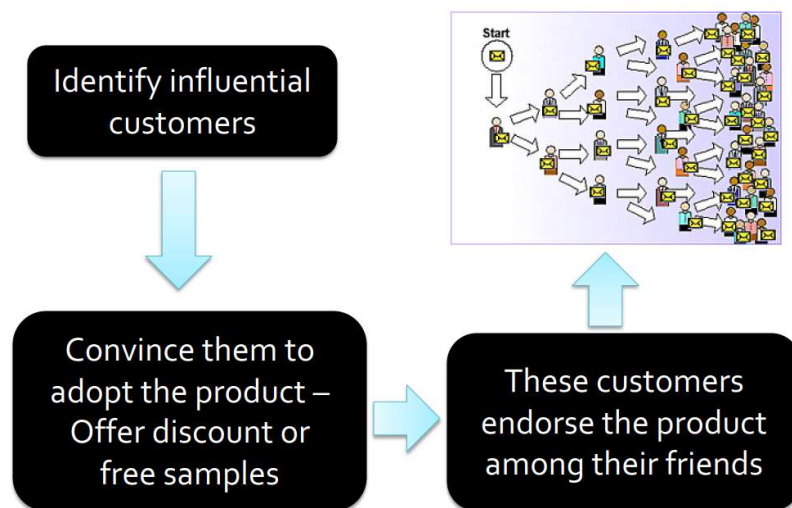 Identify influential
customers
Convince them to
adopt the product –
Offer discount or
free samples
These customers
endorse the product
among their friends
Start